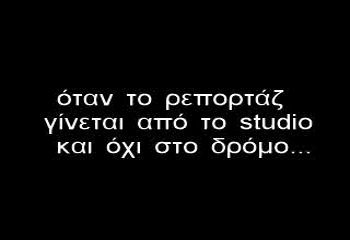 όταν το ρεπορτάζ
γίνεται από το studio
και όχι στο δρόμο...